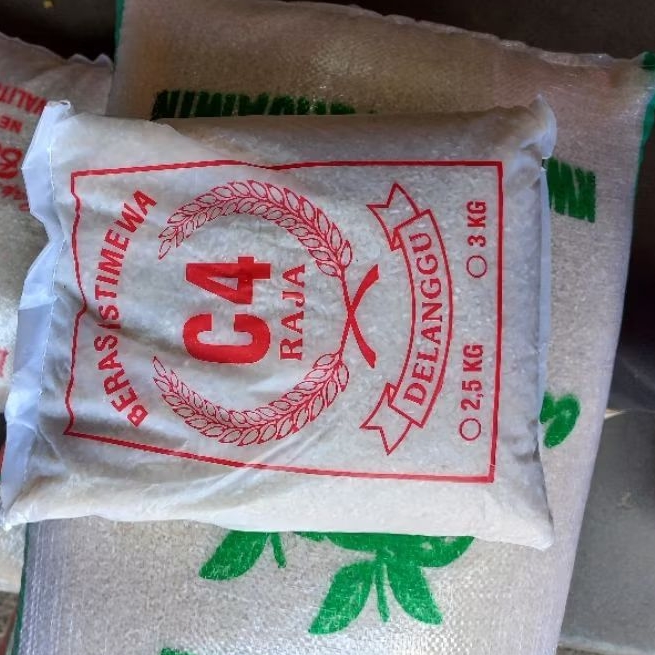 BERAS ISTIMEWA
C4
RAJA
DELANGGU
2,5 KG
3 KG